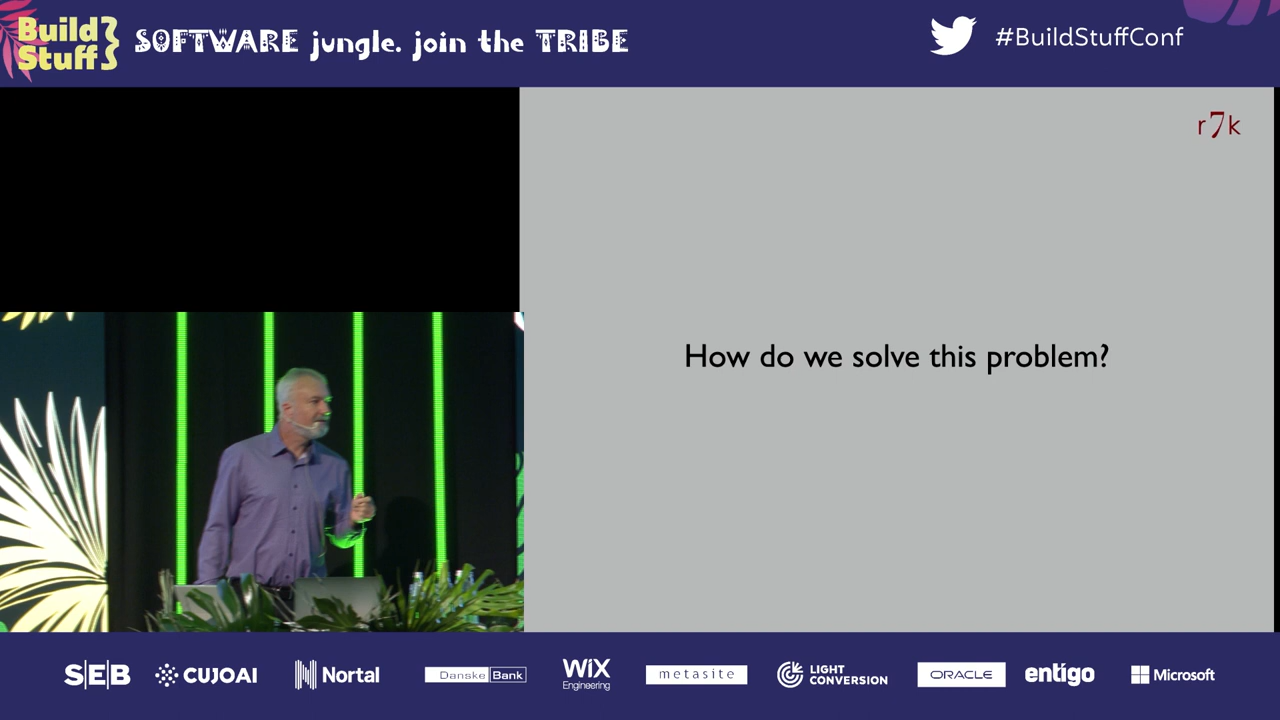 Build
Stuff
SOFTWARE jungle. join the TRIBE
#BuildStuffConf
r7k
How do we solve this problem?
SEB
CUJOAI
Nortal
Danske Bank
WiX
Engineering
metasite
LIGHT
CONVERSION
ORACLE
entigo
Microsoft